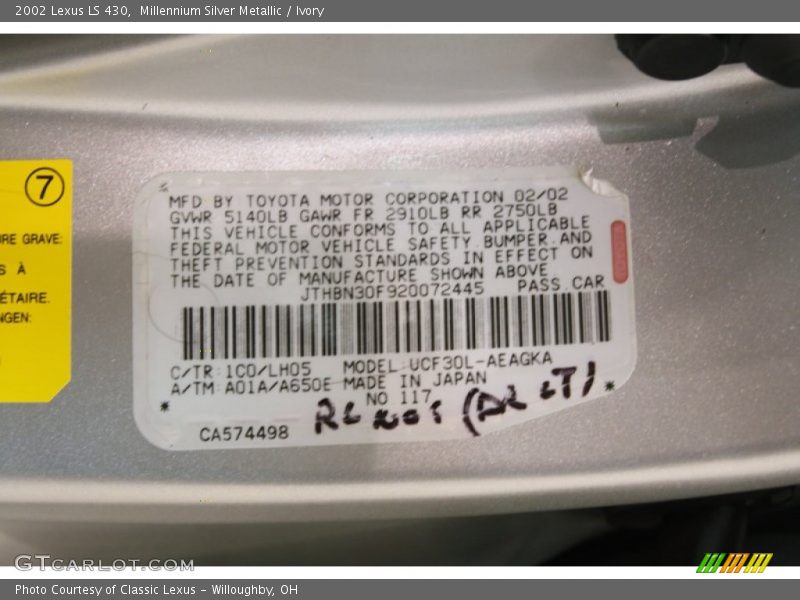 2002 Lexus LS 430, Millennium Silver Metallic / Ivory
7
URE GRAVE:
S À
ÉTAIRE.
NGEN:
MFD BY TOYOTA MOTOR CORPORATION 02/02
GVWR 5140LB GAWR FR 2910LB RR 2750LB
THIS VEHICLE CONFORMS TO ALL APPLICABLE
FEDERAL MOTOR VEHICLE SAFETY.BUMPER.AND
THEFT PREVENTION STANDARDS IN EFFECT ON
THE DATE OF MANUFACTURE SHOWN ABOVE
JTHBN30F920072445 PASS.CAR
C/TR:1C0/LH05 MODEL:UCF30L-AEAGKA
A/TM:A01A/A650E MADE IN JAPAN
NO 117
CA574498
GTCARLOT.COM
Photo Courtesy of Classic Lexus - Willoughby, OH